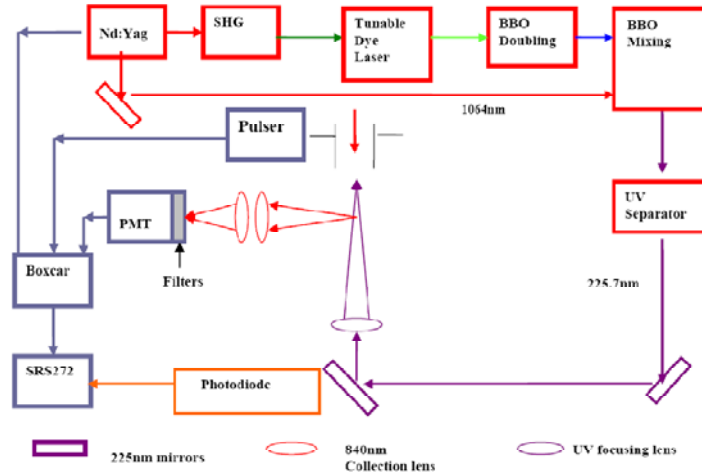 Nd:Yag
SHG
Tunable
Dye
Laser
BBO
Doubling
BBO
Mixing
1064nm
Pulser
UV
Separator
PMT
Filters
Boxcar
225.7nm
SRS272
Photodiode
225nm mirrors
840nm
Collection lens
UV focusing lens